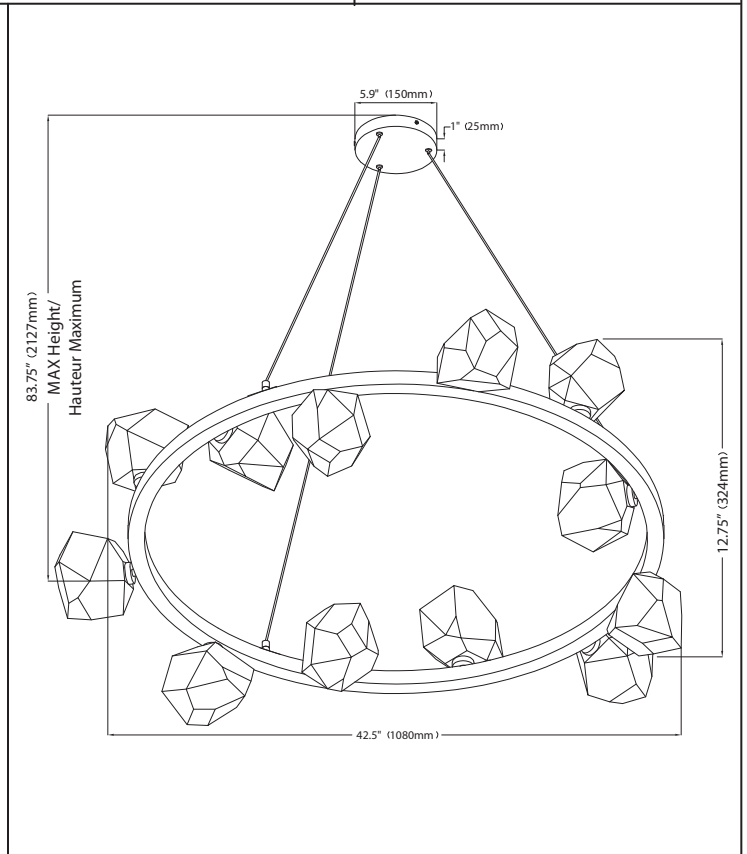 5.9" (150mm)
1" (25mm)
83.75" (2127mm)
MAX Height/
Hauteur Maximum
12.75" (324mm)
42.5" (1080mm)